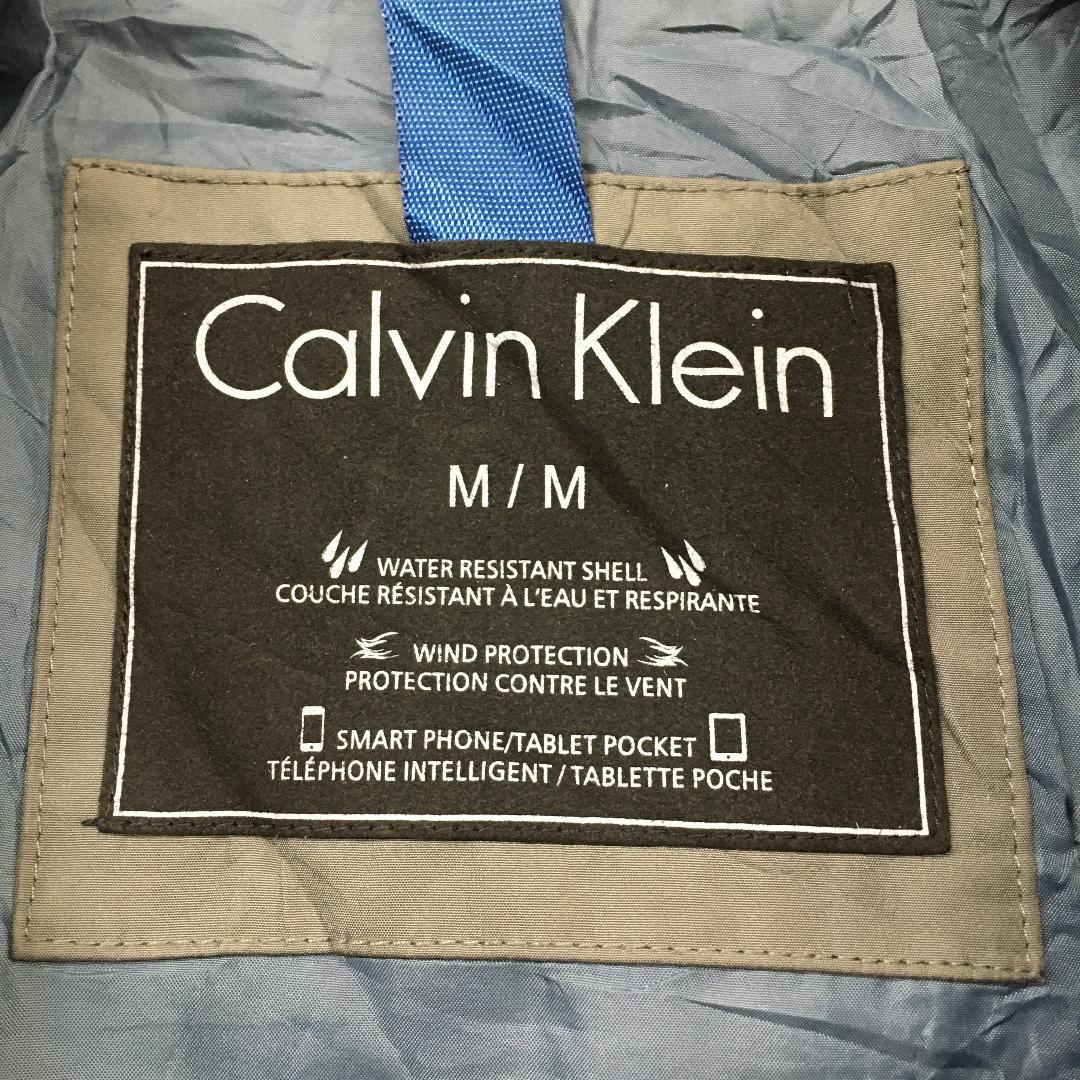 Calvin Klein
M / M
WATER RESISTANT SHELL
COUCHE RÉSISTANT À L'EAU ET RESPIRANTE
WIND PROTECTION
PROTECTION CONTRE LE VENT
SMART PHONE/TABLET POCKET
TÉLÉPHONE INTELLIGENT / TABLETTE POCHE